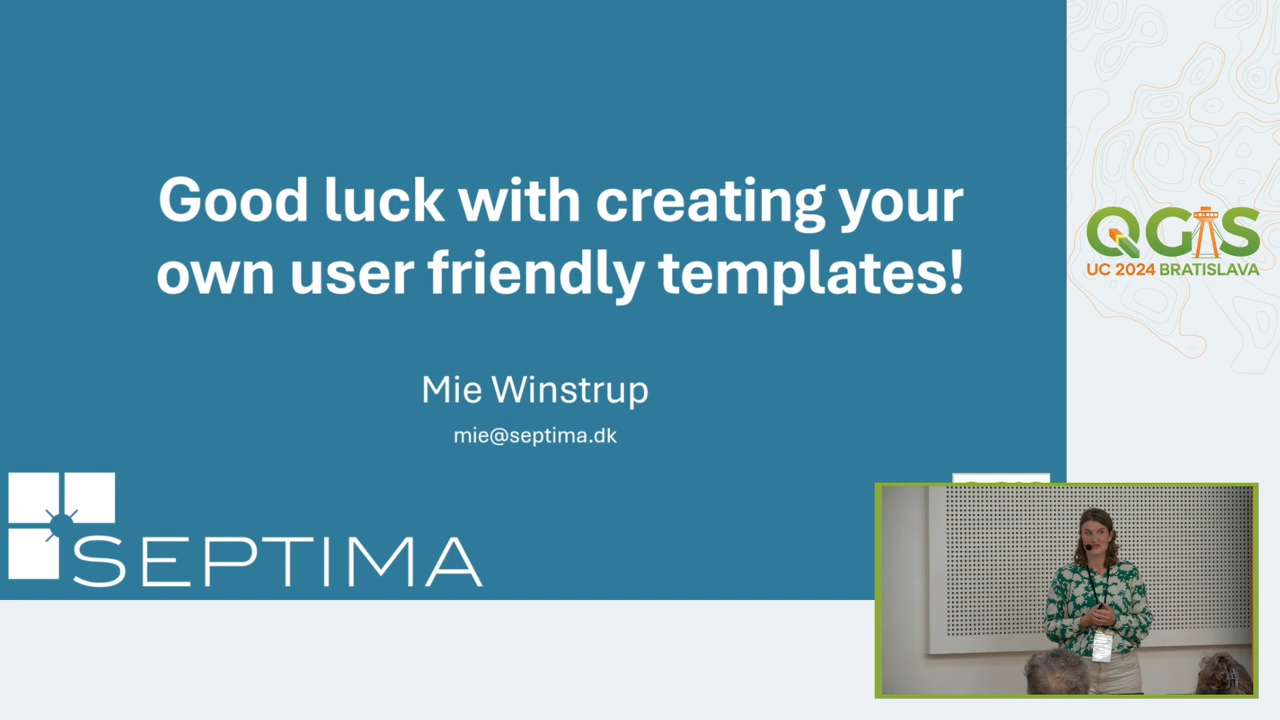 Good luck with creating your
own user friendly templates!
Mie Winstrup
mie@septima.dk
SEPTIMA
QGIS
UC 2024 BRATISLAVA